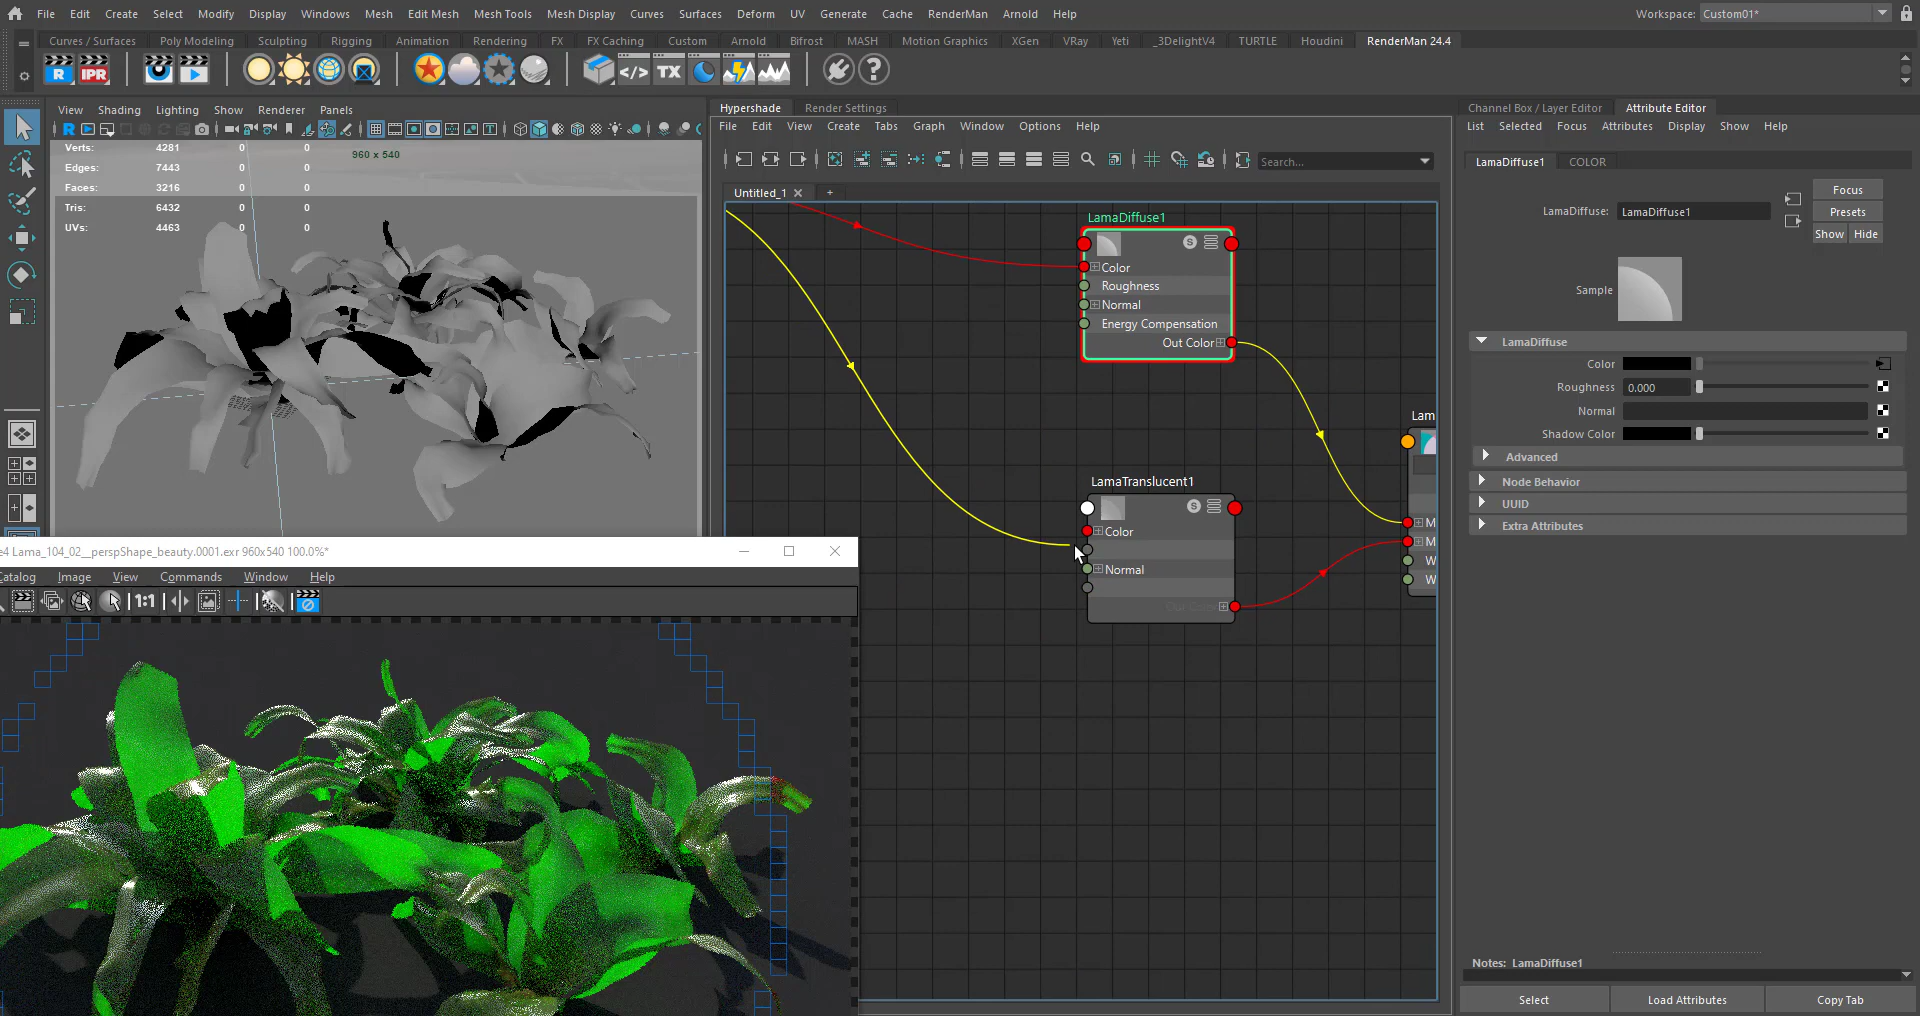 File Edit Create Select Modify Display Windows Mesh Edit Mesh Mesh Tools Mesh Display Curves Surfaces Deform UV Generate Cache RenderMan Arnold Help
Workspace: Custom01*
Curves / Surfaces Poly Modeling Sculpting Rigging Animation Rendering FX FX Caching Custom Arnold Bifrost MASH Motion Graphics XGen VRay Yeti _3DelightV4 TURTLE Houdini RenderMan 24.4
R IPR </> TX ?
View Shading Lighting Show Renderer Panels
Verts: 4281 0 0
Edges: 7443 0 0
Faces: 3216 0 0
Tris: 6432 0 0
UVs: 4463 0 0
960 x 540
Hypershade Render Settings
File Edit View Create Tabs Graph Window Options Help
Search...
Untitled_1 +
LamaDiffuse1
S
Color
Roughness
Normal
Energy Compensation
Out Color
LamaTranslucent1
S
Color
Normal
Out Color
Lam
M
M
W
W
e4 Lama_104_02__perspShape_beauty.0001.exr 960x540 100.0%*
Catalog Image View Commands Window Help
1:1
Channel Box / Layer Editor Attribute Editor
List Selected Focus Attributes Display Show Help
LamaDiffuse1 COLOR
LamaDiffuse: LamaDiffuse1
Focus
Presets
Show Hide
Sample
LamaDiffuse
Color
Roughness 0.000
Normal
Shadow Color
Advanced
Node Behavior
UUID
Extra Attributes
Notes: LamaDiffuse1
Select Load Attributes Copy Tab